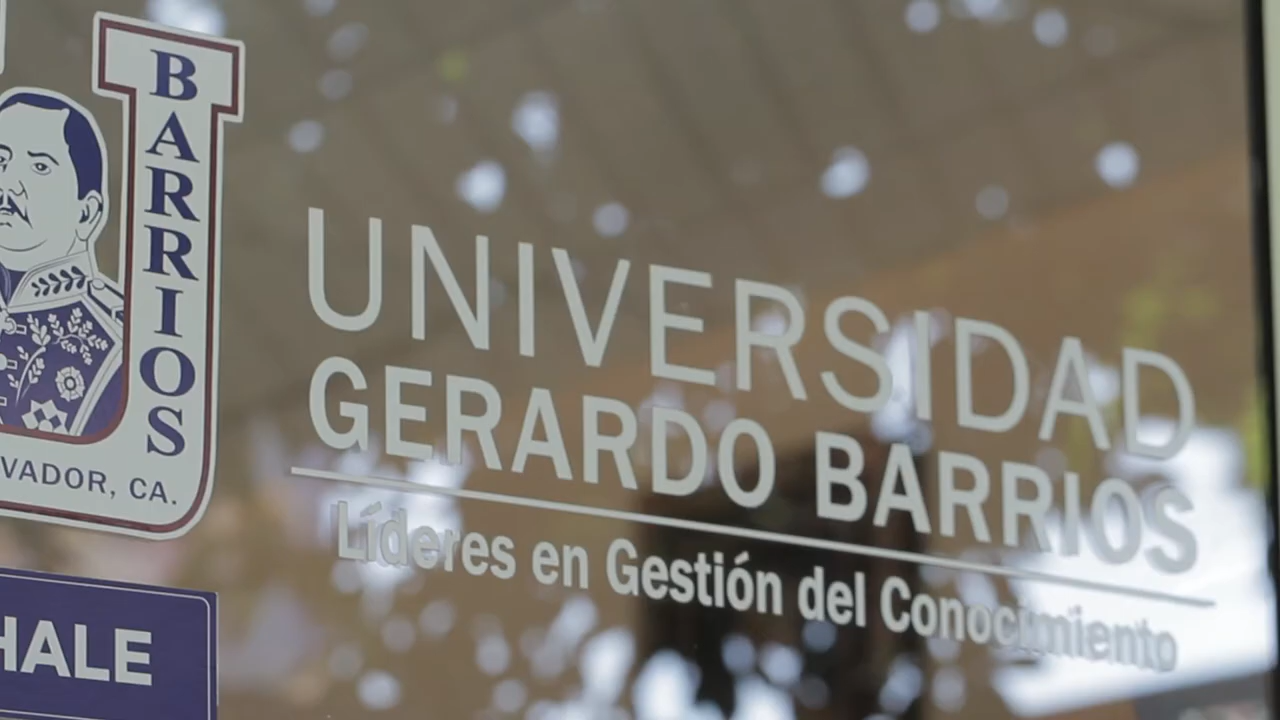 BARRIOS
VADOR, CA.
HALE
UNIVERSIDAD
GERARDO BARRIOS
Líderes en Gestión del Conocimiento